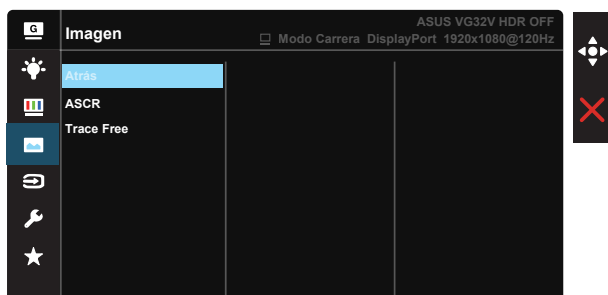 G
Imagen
ASUS VG32V HDR OFF
Modo Carrera DisplayPort 1920x1080@120Hz
Atrás
ASCR
Trace Free